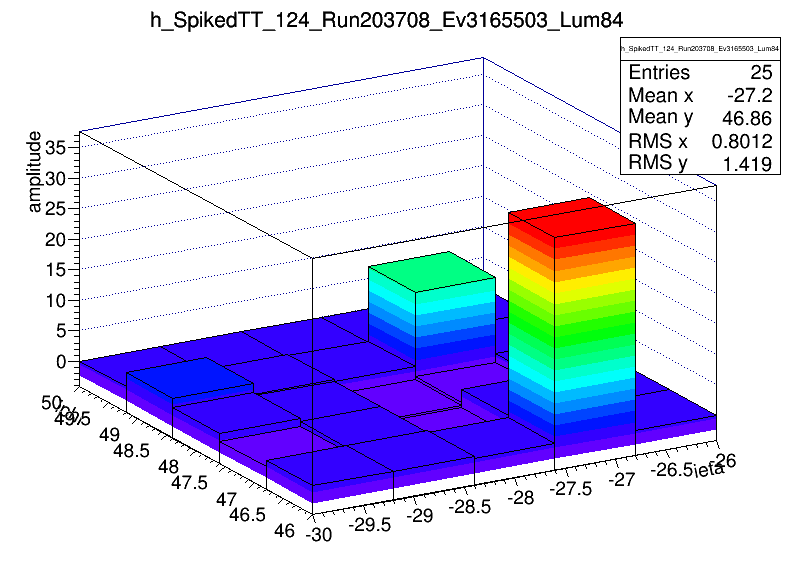 h_SpikedTT_124_Run203708_Ev3165503_Lum84
h_SpikedTT_124_Run203708_Ev3165503_Lum84
Entries 25
Mean x -27.2
Mean y 46.86
RMS x 0.8012
RMS y 1.419
amplitude
35
30
25
20
15
10
5
0
50
49.5
49
48.5
48
47.5
47
46.5
46
-30
-29.5
-29
-28.5
-28
-27.5
-27
-26.5
-26
ieta